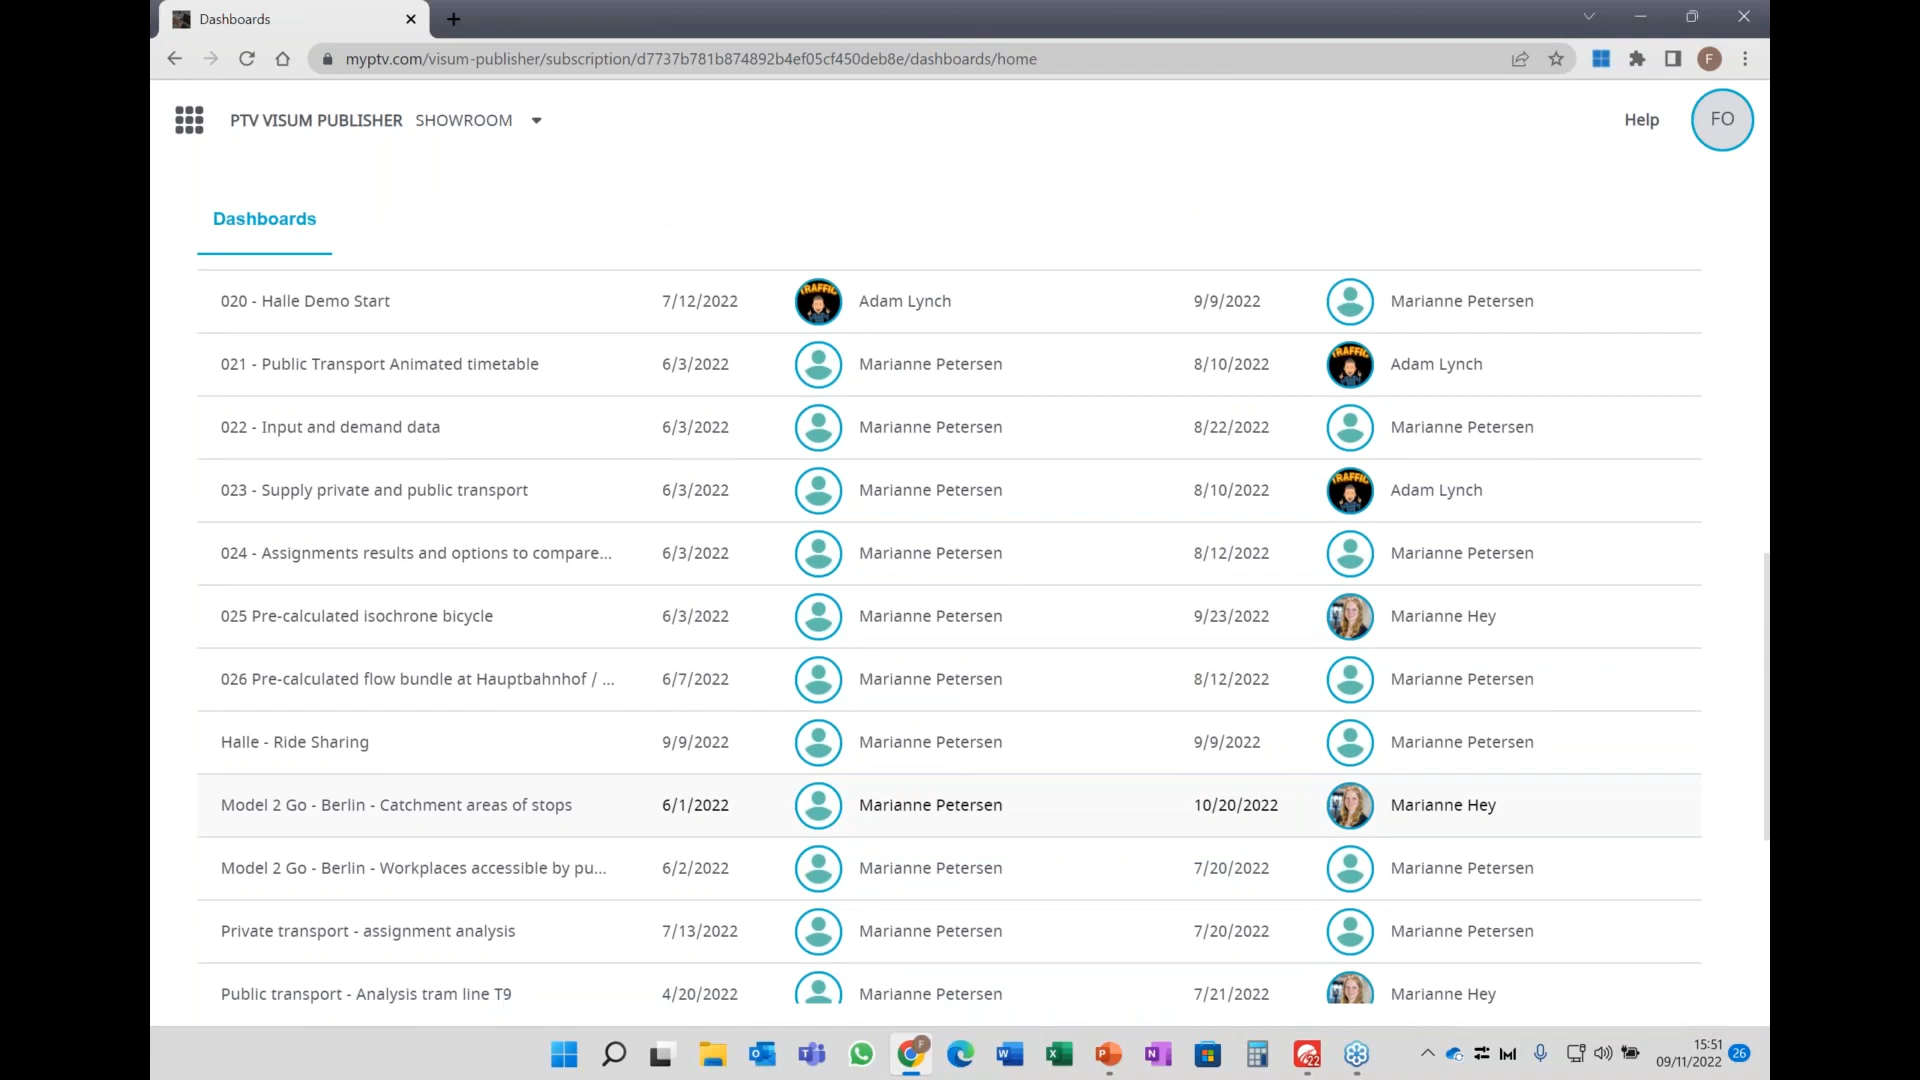 Dashboards
myptv.com/visum-publisher/subscription/d7737b781b874892b4ef05cf450deb8e/dashboards/home
F
PTV VISUM PUBLISHER SHOWROOM
Help
FO
Dashboards
020 - Halle Demo Start 7/12/2022 TRAFFIC Adam Lynch 9/9/2022 Marianne Petersen
021 - Public Transport Animated timetable 6/3/2022 Marianne Petersen 8/10/2022 TRAFFIC Adam Lynch
022 - Input and demand data 6/3/2022 Marianne Petersen 8/22/2022 Marianne Petersen
023 - Supply private and public transport 6/3/2022 Marianne Petersen 8/10/2022 TRAFFIC Adam Lynch
024 - Assignments results and options to compare... 6/3/2022 Marianne Petersen 8/12/2022 Marianne Petersen
025 Pre-calculated isochrone bicycle 6/3/2022 Marianne Petersen 9/23/2022 Marianne Hey
026 Pre-calculated flow bundle at Hauptbahnhof / ... 6/7/2022 Marianne Petersen 8/12/2022 Marianne Petersen
Halle - Ride Sharing 9/9/2022 Marianne Petersen 9/9/2022 Marianne Petersen
Model 2 Go - Berlin - Catchment areas of stops 6/1/2022 Marianne Petersen 10/20/2022 Marianne Hey
Model 2 Go - Berlin - Workplaces accessible by pu... 6/2/2022 Marianne Petersen 7/20/2022 Marianne Petersen
Private transport - assignment analysis 7/13/2022 Marianne Petersen 7/20/2022 Marianne Petersen
Public transport - Analysis tram line T9 4/20/2022 Marianne Petersen 7/21/2022 Marianne Hey
F
22
15:51
09/11/2022 26